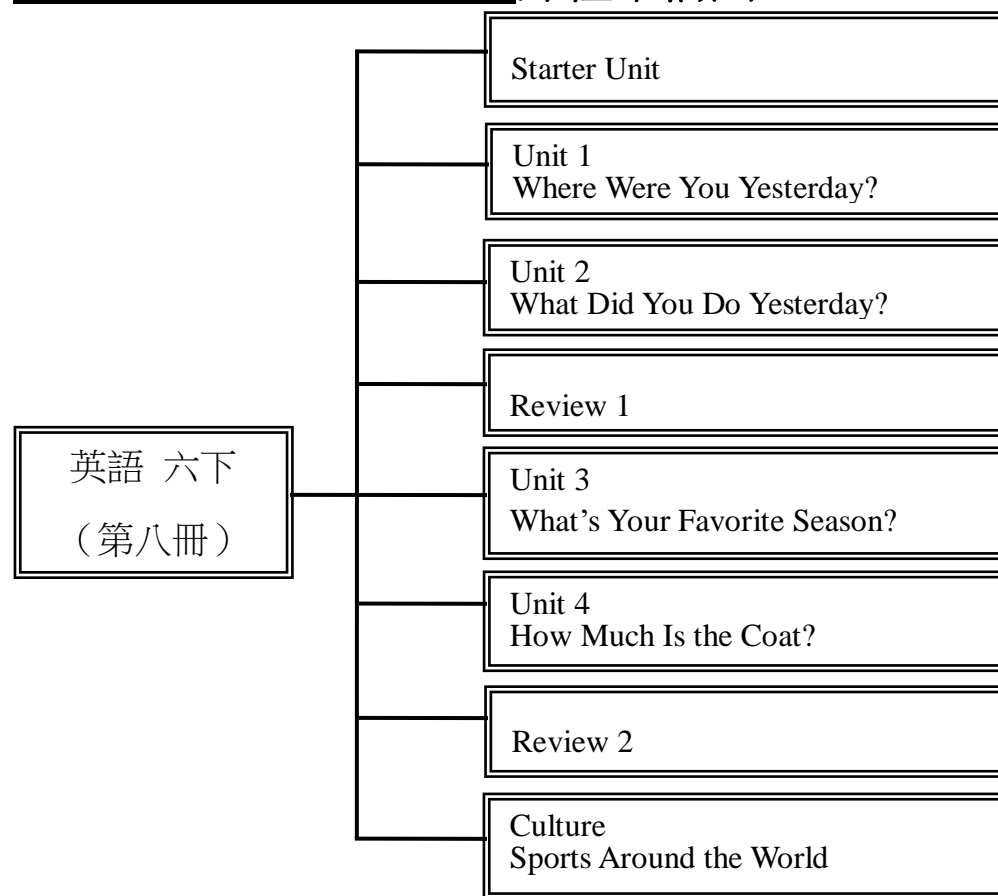 Starter Unit
Unit 1
Where Were You Yesterday?
Unit 2
What Did You Do Yesterday?
Review 1
英語 六下
（第八冊）
Unit 3
What’s Your Favorite Season?
Unit 4
How Much Is the Coat?
Review 2
Culture
Sports Around the World